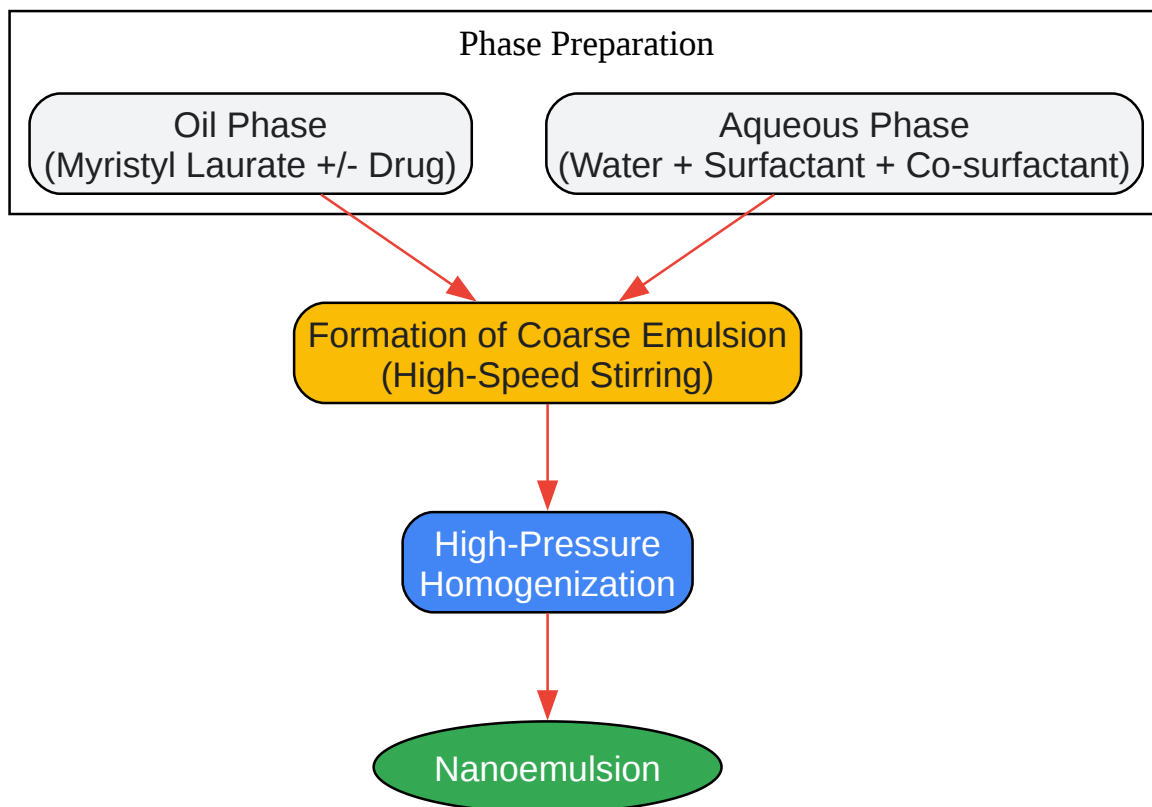 Phase Preparation
Oil Phase
(Myristyl Laurate +/- Drug)
Aqueous Phase
(Water + Surfactant + Co-surfactant)
Formation of Coarse Emulsion
(High-Speed Stirring)
High-Pressure
Homogenization
Nanoemulsion